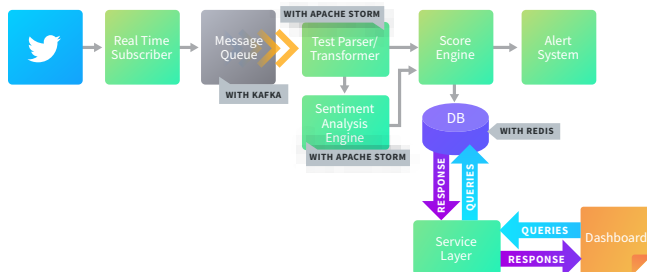 WITH APACHE STORM
Real Time
Subscriber
Message
Queue
Test Parser/
Transformer
Score
Engine
Alert
System
WITH KAFKA
Sentiment
Analysis
Engine
WITH APACHE STORM
DB
WITH REDIS
RESPONSE
QUERIES
Service
Layer
QUERIES
RESPONSE
Dashboard